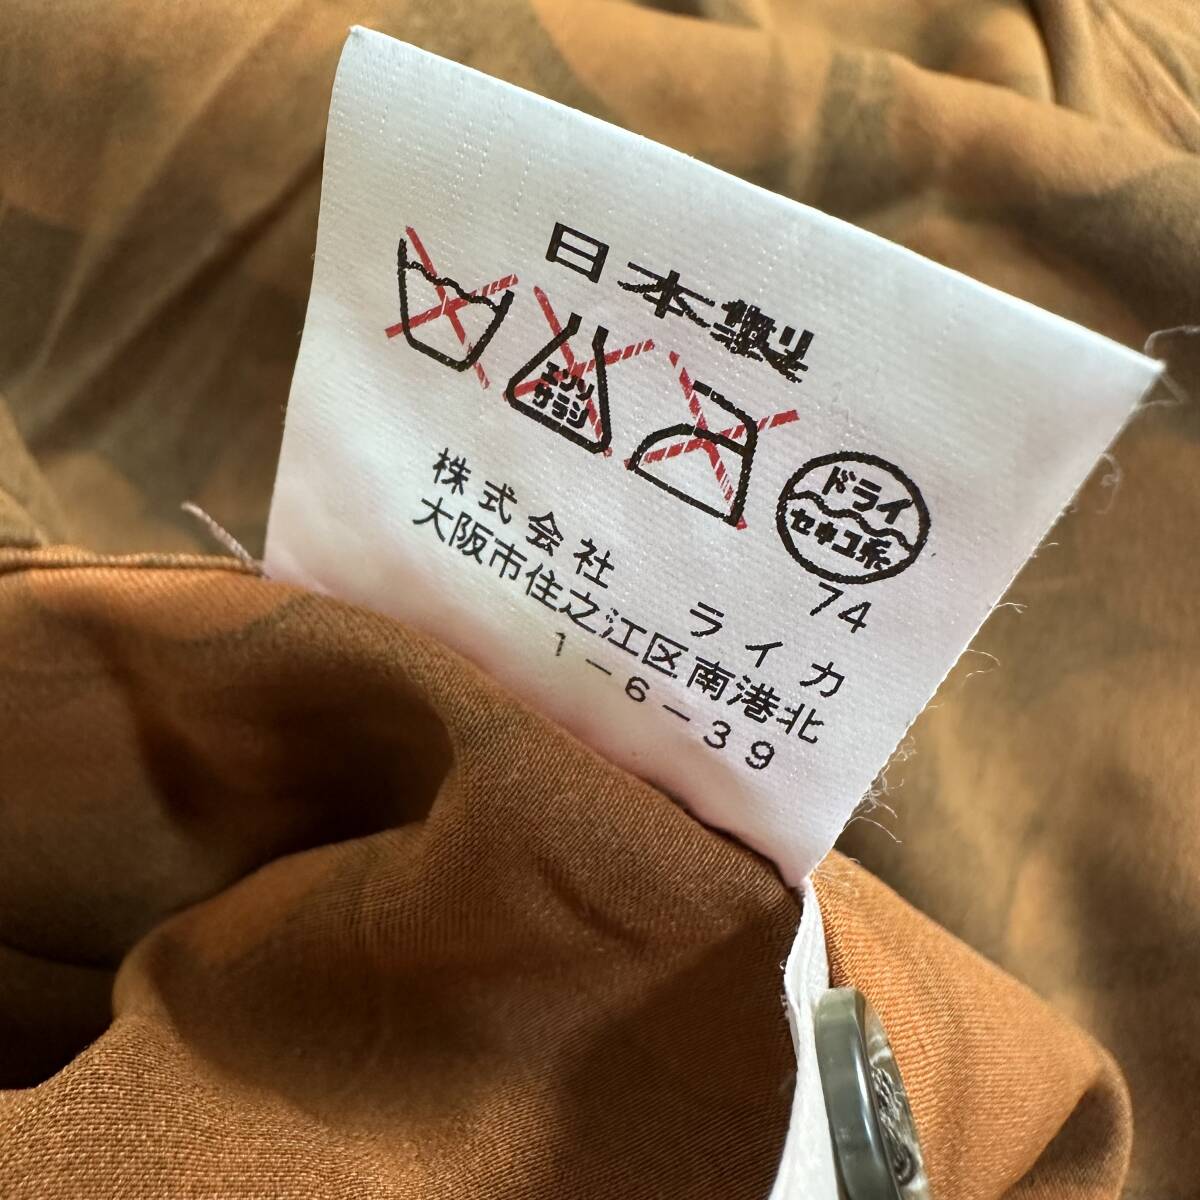 日本製
エンソ
サラシ
ドライ
セキユ系
74
株式会社 ライカ
大阪市住之江区南港北
1-6-39